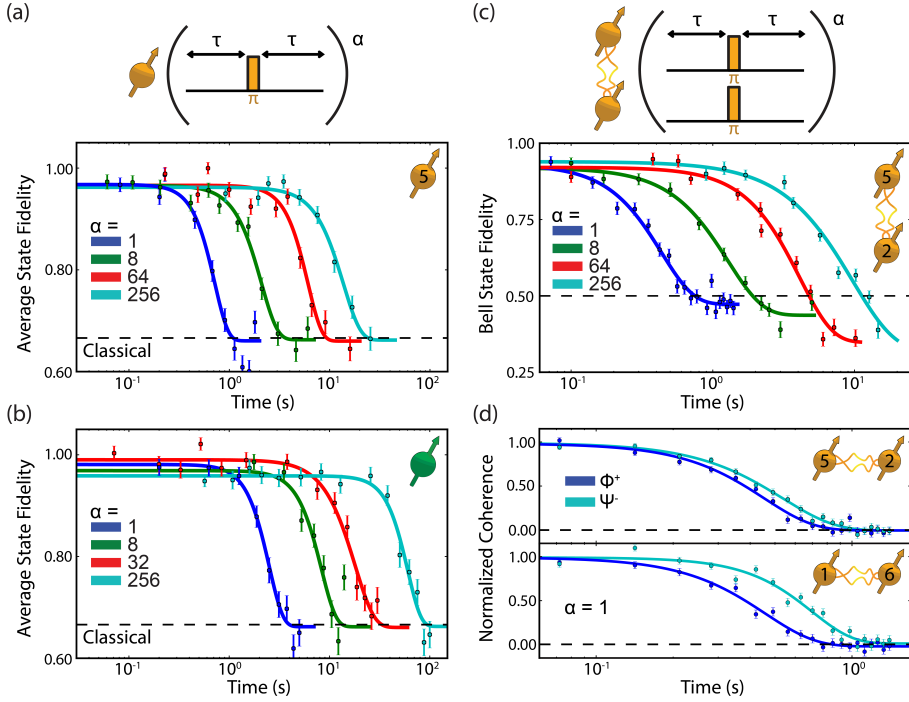 (a)
τ τ α
π
1.00
0.80
0.60
Average State Fidelity
5
α =
1
8
64
256
Classical
10⁻¹ 10⁰ 10¹ 10²
Time (s)
(b)
1.00
0.80
0.60
Average State Fidelity
α =
1
8
32
256
Classical
10⁻¹ 10⁰ 10¹ 10²
Time (s)
(c)
τ τ α
π
π
1.00
0.75
0.50
0.25
Bell State Fidelity
5
2
α =
1
8
64
256
10⁻¹ 10⁰ 10¹
Time (s)
(d)
1.00
0.50
0.00
Normalized Coherence
Φ⁺
Ψ⁻
5 2
1.00
0.50
0.00
α = 1
1 6
10⁻¹ 10⁰
Time (s)